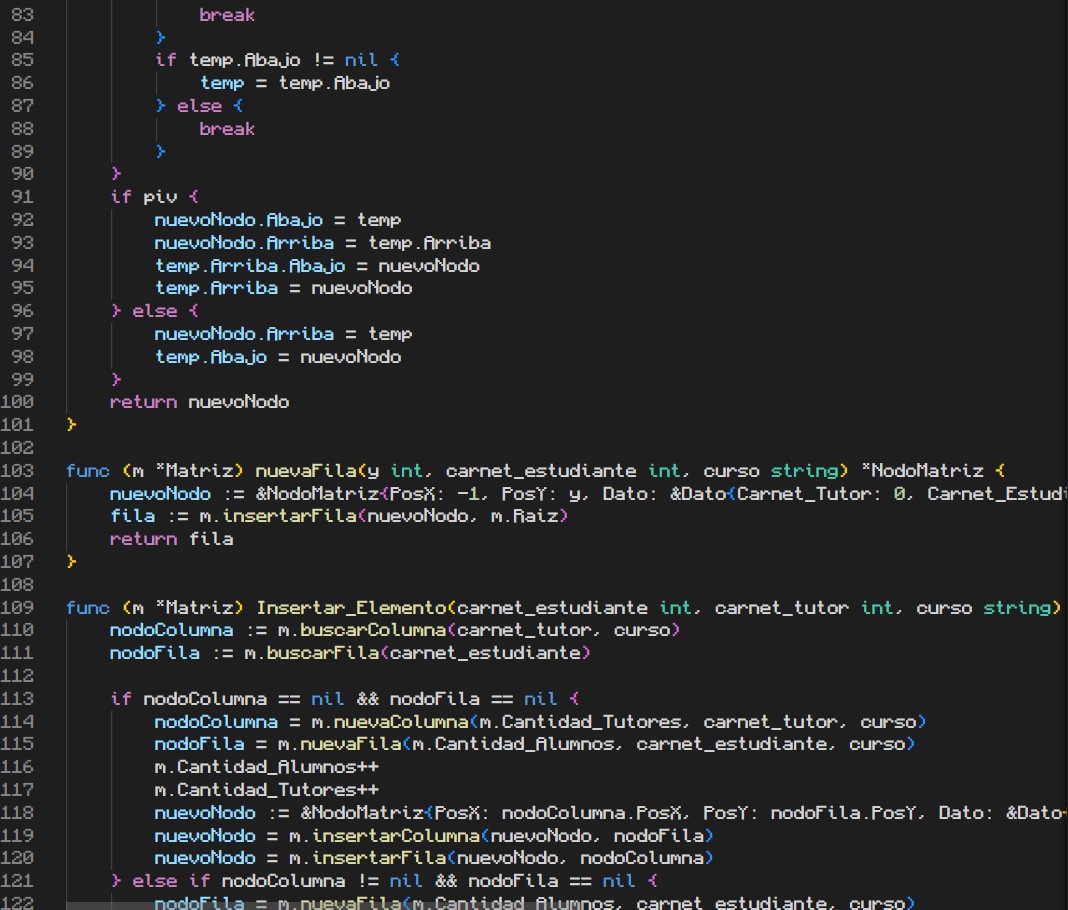 83 break
84 }
85 if temp.Abajo != nil {
86 temp = temp.Abajo
87 } else {
88 break
89 }
90 }
91 if piv {
92 nuevoNodo.Abajo = temp
93 nuevoNodo.Arriba = temp.Arriba
94 temp.Arriba.Abajo = nuevoNodo
95 temp.Arriba = nuevoNodo
96 } else {
97 nuevoNodo.Arriba = temp
98 temp.Abajo = nuevoNodo
99 }
100 return nuevoNodo
101 }
102
103 func (m *Matriz) nuevaFila(y int, carnet_estudiante int, curso string) *NodoMatriz {
104 nuevoNodo := &NodoMatriz{PosX: -1, PosY: y, Dato: &Dato{Carnet_Tutor: 0, Carnet_Estudi
105 fila := m.insertarFila(nuevoNodo, m.Raiz)
106 return fila
107 }
108
109 func (m *Matriz) Insertar_Elemento(carnet_estudiante int, carnet_tutor int, curso string)
110 nodoColumna := m.buscarColumna(carnet_tutor, curso)
111 nodoFila := m.buscarFila(carnet_estudiante)
112
113 if nodoColumna == nil && nodoFila == nil {
114 nodoColumna = m.nuevaColumna(m.Cantidad_Tutores, carnet_tutor, curso)
115 nodoFila = m.nuevaFila(m.Cantidad_Alumnos, carnet_estudiante, curso)
116 m.Cantidad_Alumnos++
117 m.Cantidad_Tutores++
118 nuevoNodo := &NodoMatriz{PosX: nodoColumna.PosX, PosY: nodoFila.PosY, Dato: &Dato
119 nuevoNodo = m.insertarColumna(nuevoNodo, nodoFila)
120 nuevoNodo = m.insertarFila(nuevoNodo, nodoColumna)
121 } else if nodoColumna != nil && nodoFila == nil {
122 nodoFila = m.nuevaFila(m.Cantidad_Alumnos, carnet_estudiante, curso)